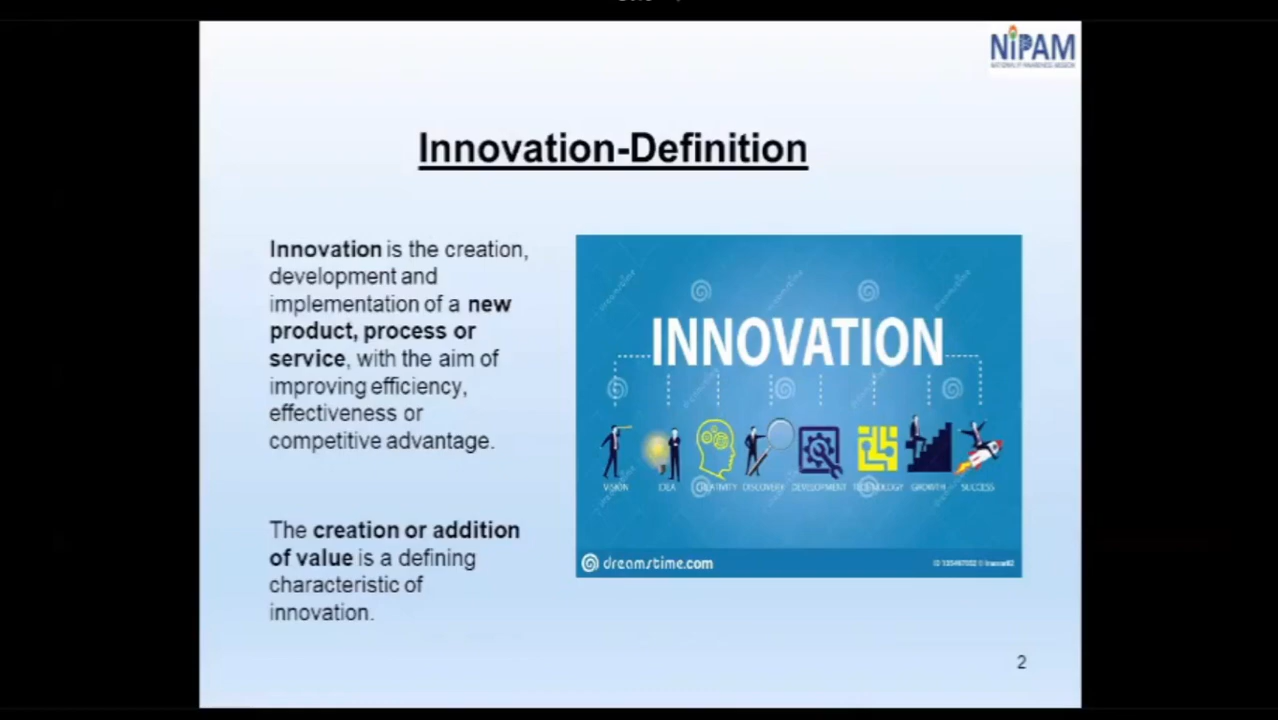 NiPAM
Innovation-Definition
Innovation is the creation,
development and
implementation of a new
product, process or
service, with the aim of
improving efficiency,
effectiveness or
competitive advantage.
The creation or addition
of value is a defining
characteristic of
innovation.
INNOVATION
VISION IDEA CREATIVITY DISCOVERY DEVELOPMENT TECHNOLOGY GROWTH SUCCESS
dreamstime.com
2